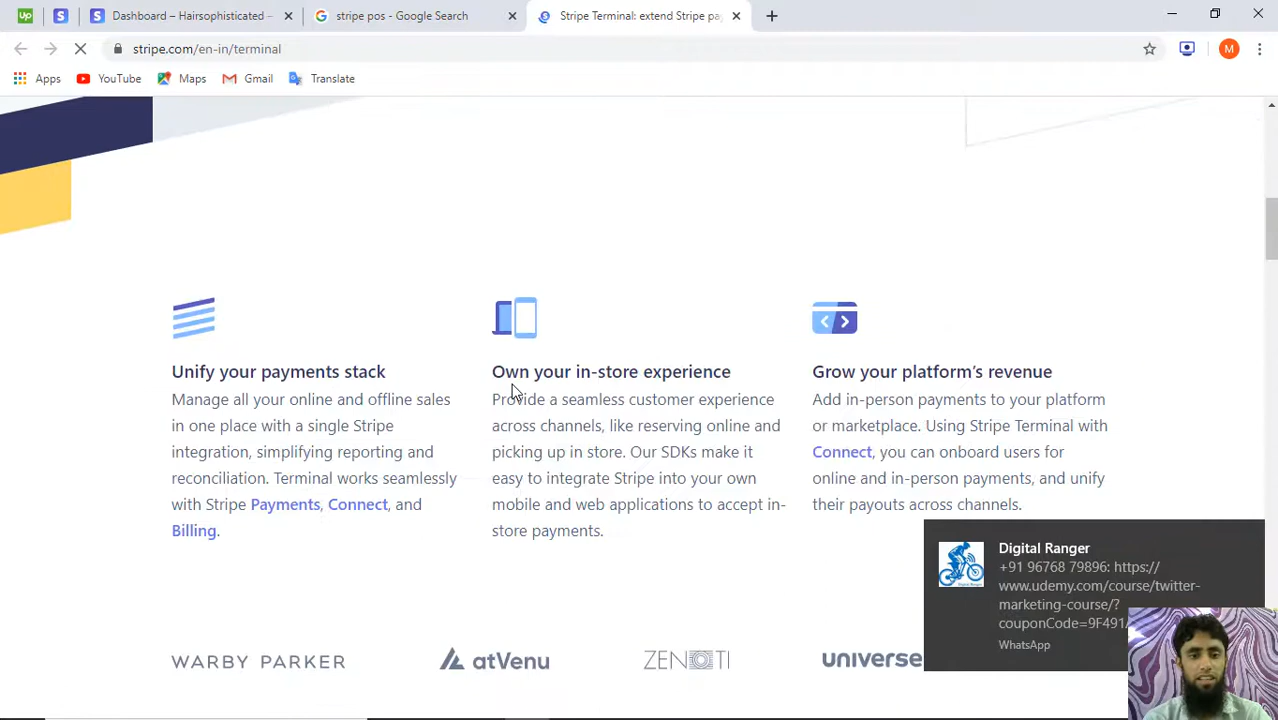 Up
Dashboard – Hairsophisticated –
stripe pos - Google Search
Stripe Terminal: extend Stripe pa
stripe.com/en-in/terminal
M
Apps
YouTube
Maps
Gmail
Translate
Unify your payments stack
Manage all your online and offline sales
in one place with a single Stripe
integration, simplifying reporting and
reconciliation. Terminal works seamlessly
with Stripe Payments, Connect, and
Billing.
Own your in-store experience
Provide a seamless customer experience
across channels, like reserving online and
picking up in store. Our SDKs make it
easy to integrate Stripe into your own
mobile and web applications to accept in-
store payments.
Grow your platform's revenue
Add in-person payments to your platform
or marketplace. Using Stripe Terminal with
Connect, you can onboard users for
online and in-person payments, and unify
their payouts across channels.
Digital Ranger
+91 96768 79896: https://
www.udemy.com/course/twitter-
marketing-course/?
couponCode=9F491/
WhatsApp
WARBY PARKER
atVenu
ZENOTI
universe